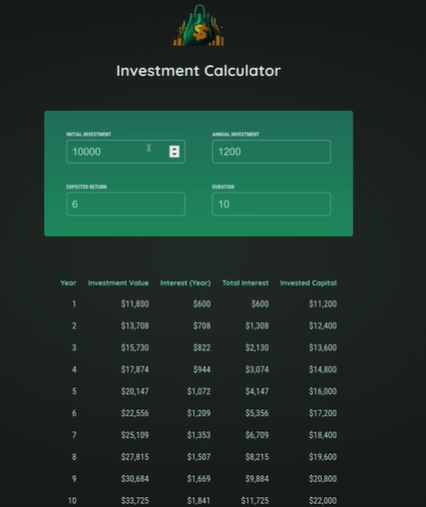 Investment Calculator
INITIAL INVESTMENT ANNUAL INVESTMENT
10000 1200
EXPECTED RETURN DURATION
6 10
Year Investment Value Interest (Year) Total Interest Invested Capital
1 $11,800 $600 $600 $11,200
2 $13,708 $708 $1,308 $12,400
3 $15,730 $822 $2,130 $13,600
4 $17,874 $944 $3,074 $14,800
5 $20,147 $1,072 $4,147 $16,000
6 $22,556 $1,209 $5,356 $17,200
7 $25,109 $1,353 $6,709 $18,400
8 $27,815 $1,507 $8,215 $19,600
9 $30,684 $1,669 $9,884 $20,800
10 $33,725 $1,841 $11,725 $22,000